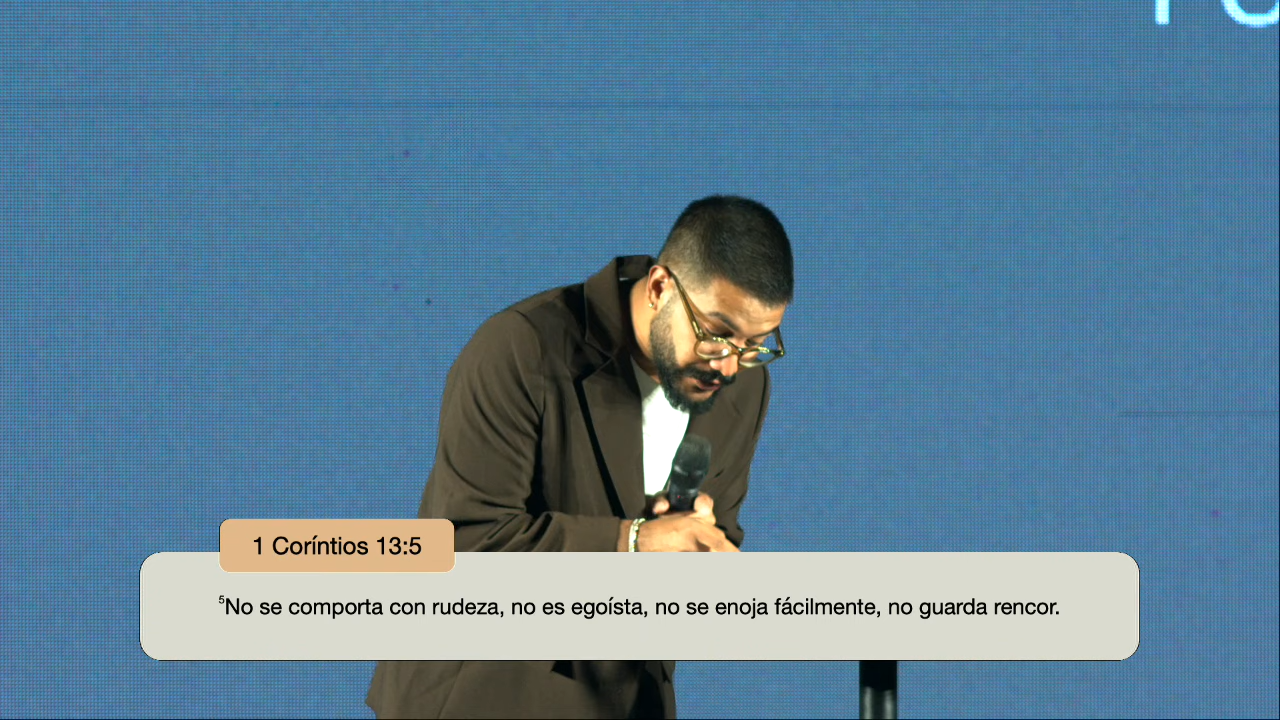 1 Coríntios 13:5
⁵No se comporta con rudeza, no es egoísta, no se enoja fácilmente, no guarda rencor.